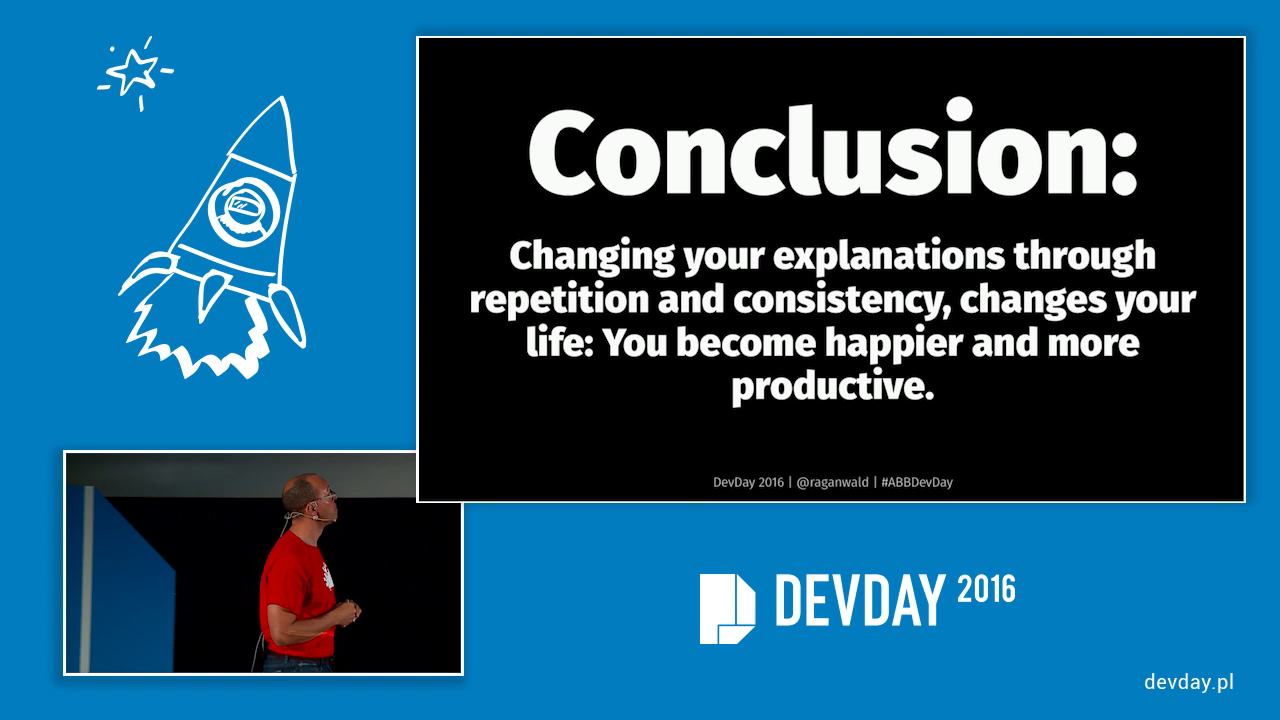 Conclusion:
Changing your explanations through
repetition and consistency, changes your
life: You become happier and more
productive.
DevDay 2016 | @raganwald | #ABBDevDay
DEVDAY 2016
devday.pl